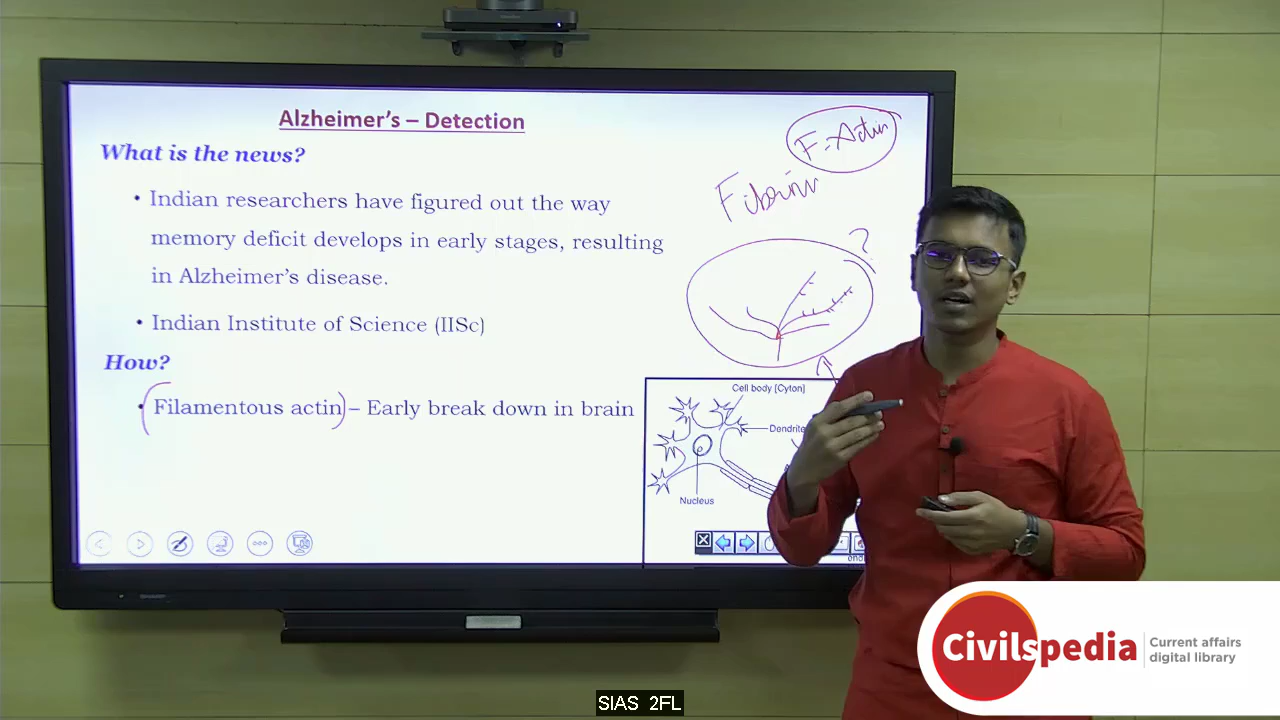 Alzheimer's – Detection
What is the news?
• Indian researchers have figured out the way
memory deficit develops in early stages, resulting
in Alzheimer's disease.
• Indian Institute of Science (IISc)
How?
• Filamentous actin – Early break down in brain
F-Actin
?
Cell body (Cyton)
Dendrite
Nucleus
SHARP
Civilspedia
Current affairs
digital library
SIAS 2FL